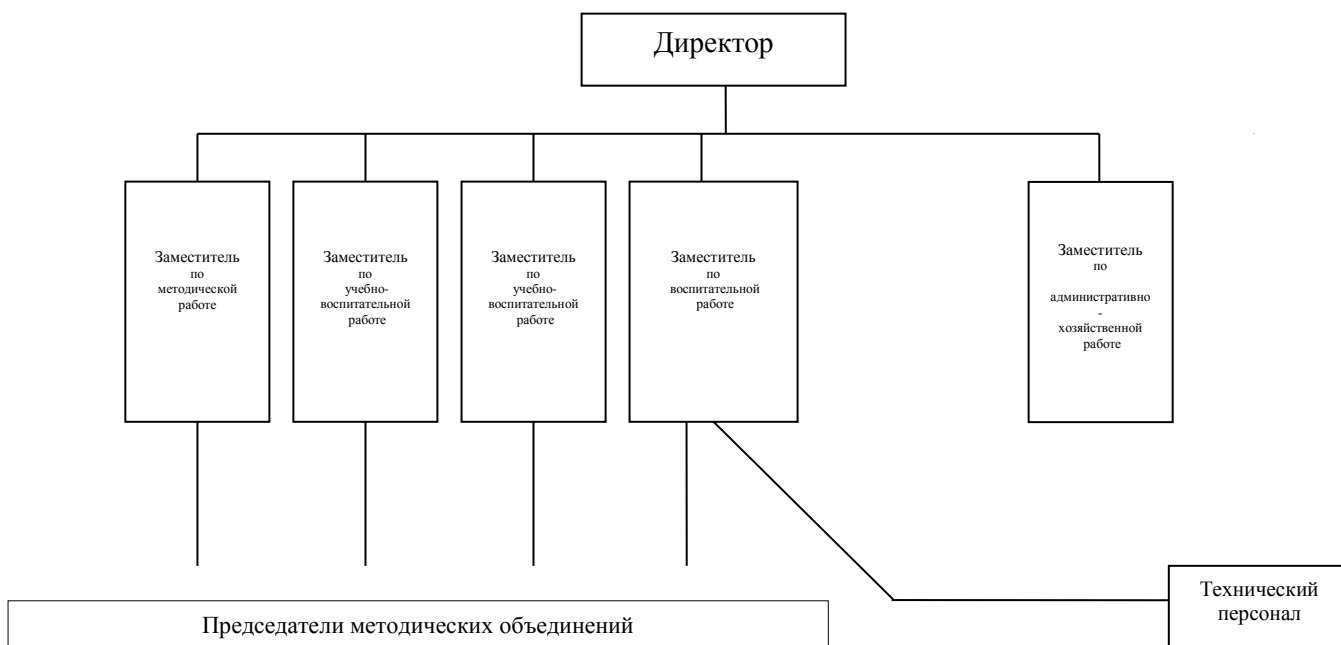 Директор
Заместитель
по
методической
работе
Заместитель
по
учебно-
воспитательной
работе
Заместитель
по
учебно-
воспитательной
работе
Заместитель
по
воспитательной
работе
Заместитель
по
административно
-
хозяйственной
работе
Председатели методических объединений
Технический
персонал